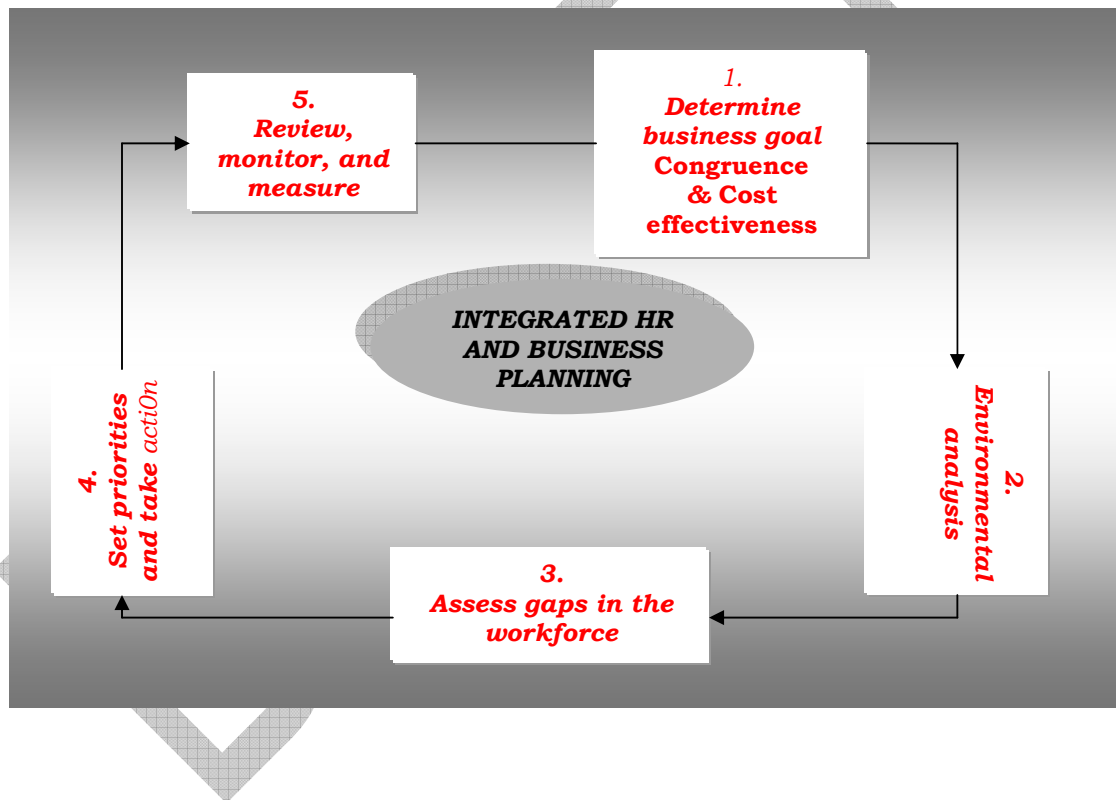 5.
Review,
monitor, and
measure
1.
Determine
business goal
Congruence
& Cost
effectiveness
INTEGRATED HR
AND BUSINESS
PLANNING
4.
Set priorities
and take acti0n
2.
Environmental
analysis
3.
Assess gaps in the
workforce